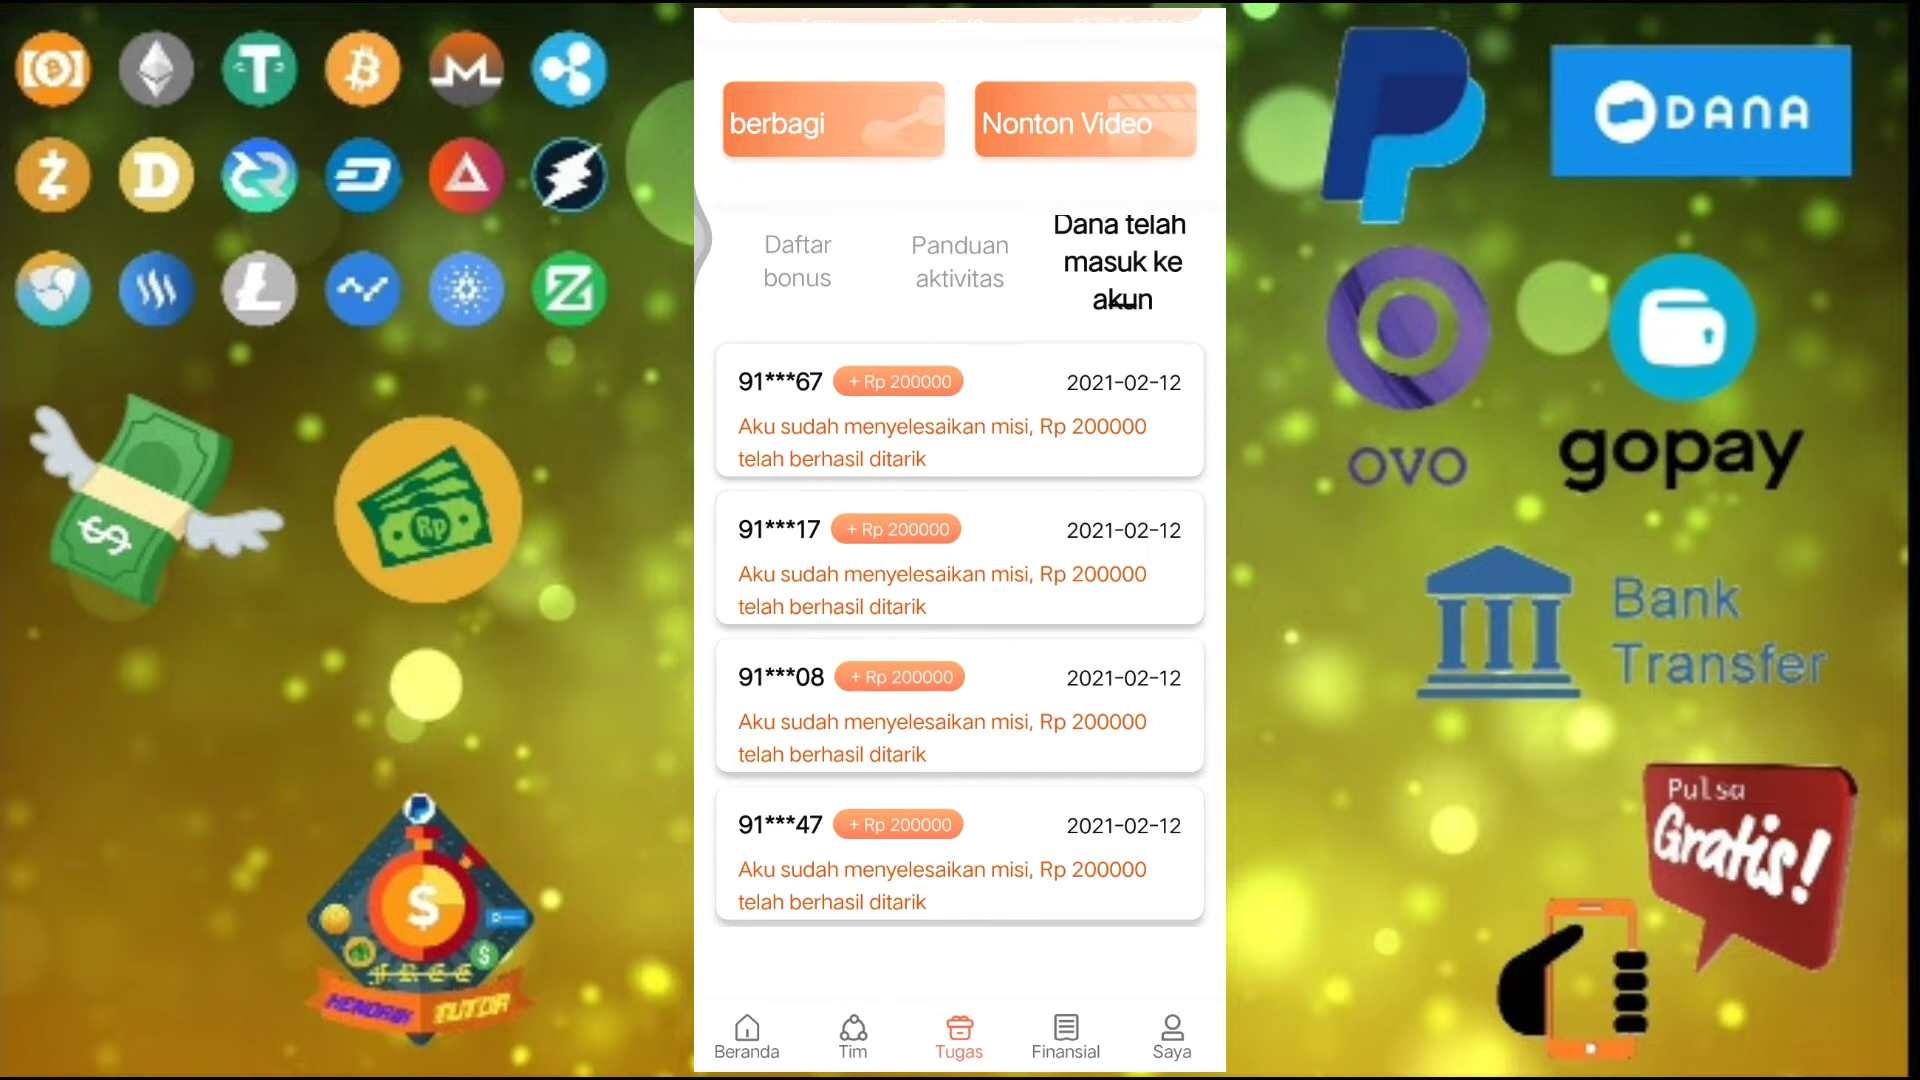 berbagi
Nonton Video
Daftar
bonus
Panduan
aktivitas
Dana telah
masuk ke
akun
91***67
+ Rp 200000
2021-02-12
Aku sudah menyelesaikan misi, Rp 200000
telah berhasil ditarik
91***17
+ Rp 200000
2021-02-12
Aku sudah menyelesaikan misi, Rp 200000
telah berhasil ditarik
91***08
+ Rp 200000
2021-02-12
Aku sudah menyelesaikan misi, Rp 200000
telah berhasil ditarik
91***47
+ Rp 200000
2021-02-12
Aku sudah menyelesaikan misi, Rp 200000
telah berhasil ditarik
Beranda
Tim
Tugas
Finansial
Saya
DANA
OVO
gopay
Bank
Transfer
Pulsa
Gratis!
Rp
$
$
FREE
HENDRIK TUTOR